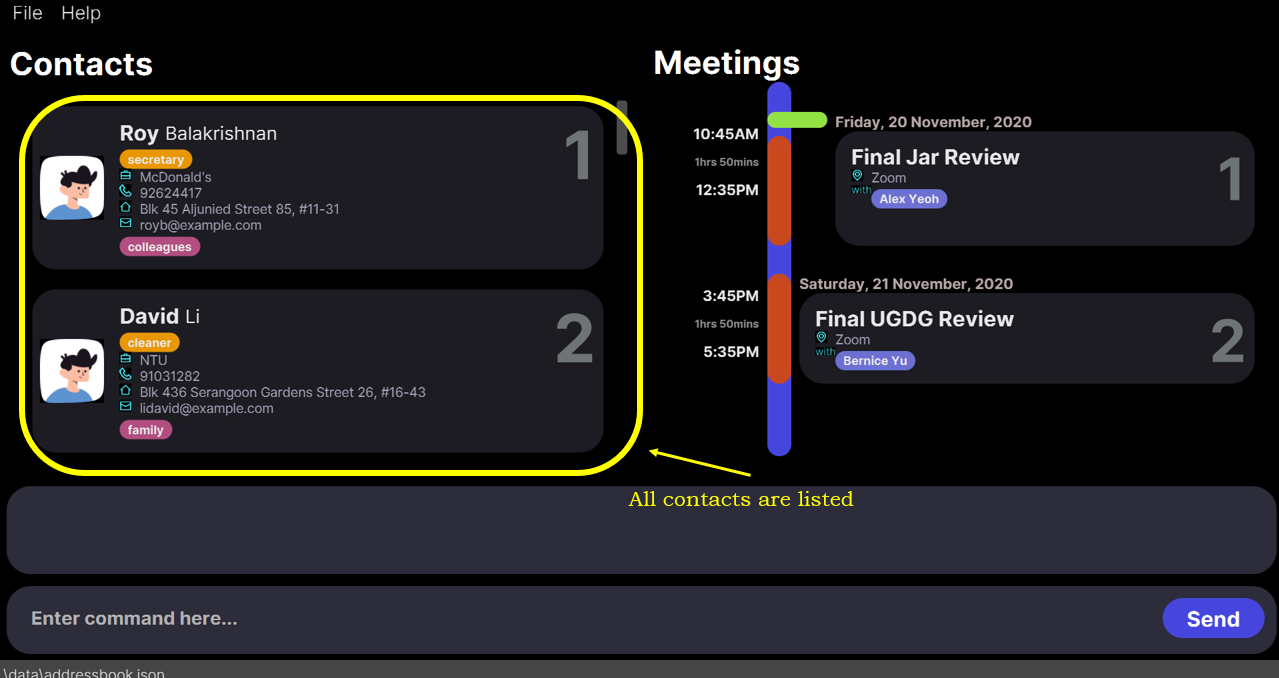 File Help
Contacts
Roy Balakrishnan
1
secretary
McDonald's
92624417
Blk 45 Aljunied Street 85, #11-31
royb@example.com
colleagues
David Li
2
cleaner
NTU
91031282
Blk 436 Serangoon Gardens Street 26, #16-43
lidavid@example.com
family
Meetings
Friday, 20 November, 2020
10:45AM
1hrs 50mins
12:35PM
Final Jar Review
1
Zoom
with Alex Yeoh
Saturday, 21 November, 2020
3:45PM
1hrs 50mins
5:35PM
Final UGDG Review
2
Zoom
with Bernice Yu
All contacts are listed
Enter command here...
Send
\data\addressbook.json